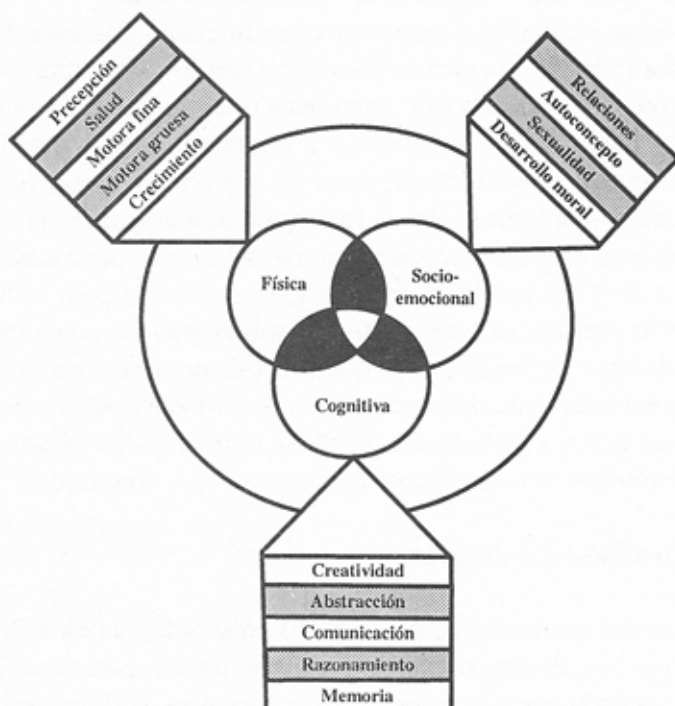 Precepción
Salud
Motora fina
Motora gruesa
Crecimiento
Relaciones
Autoconcepto
Sexualidad
Desarrollo moral
Física
Socio-
emocional
Cognitiva
Creatividad
Abstracción
Comunicación
Razonamiento
Memoria